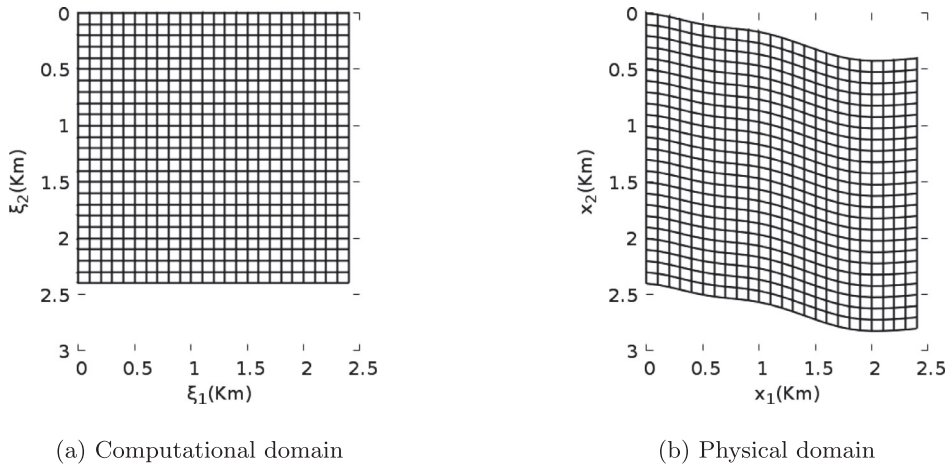 0
0.5
1
1.5
2
2.5
3
ξ2(Km)
0 0.5 1 1.5 2 2.5
ξ1(Km)
(a) Computational domain
0
0.5
1
1.5
2
2.5
3
x2(Km)
0 0.5 1 1.5 2 2.5
x1(Km)
(b) Physical domain